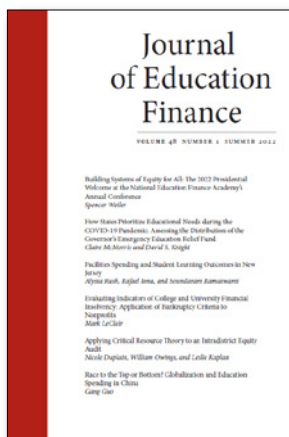 Journal
of Education
Finance
VOLUME 48 NUMBER 1 SUMMER 2022
Building Systems of Equity for All: The 2022 Presidential
Welcome at the National Education Finance Academy's
Annual Conference
Spencer Weiler
How States Prioritize Educational Needs during the
COVID-19 Pandemic: Assessing the Distribution of the
Governor's Emergency Education Relief Fund
Claire McMorris and David S. Knight
Facilities Spending and Student Learning Outcomes in New
Jersey
Alyssa Rush, Rafael Iona, and Soundaram Ramaswami
Evaluating Indicators of College and University Financial
Insolvency: Application of Bankruptcy Criteria to
Nonprofits
Mark LeClair
Applying Critical Resource Theory to an Intradistrict Equity
Audit
Nicole Duplain, William Owings, and Leslie Kaplan
Race to the Top or Bottom? Globalization and Education
Spending in China
Gang Guo